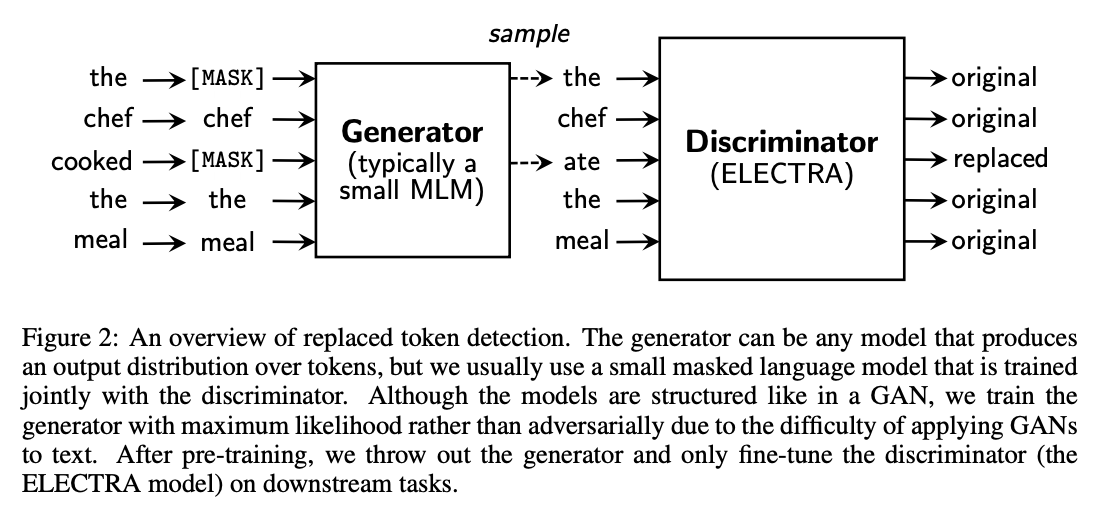 sample
the [MASK] the original
chef chef chef original
Generator Discriminator
cooked [MASK] (typically a ate (ELECTRA) replaced
small MLM)
the the the original
meal meal meal original
Figure 2: An overview of replaced token detection. The generator can be any model that produces
an output distribution over tokens, but we usually use a small masked language model that is trained
jointly with the discriminator. Although the models are structured like in a GAN, we train the
generator with maximum likelihood rather than adversarially due to the difficulty of applying GANs
to text. After pre-training, we throw out the generator and only fine-tune the discriminator (the
ELECTRA model) on downstream tasks.